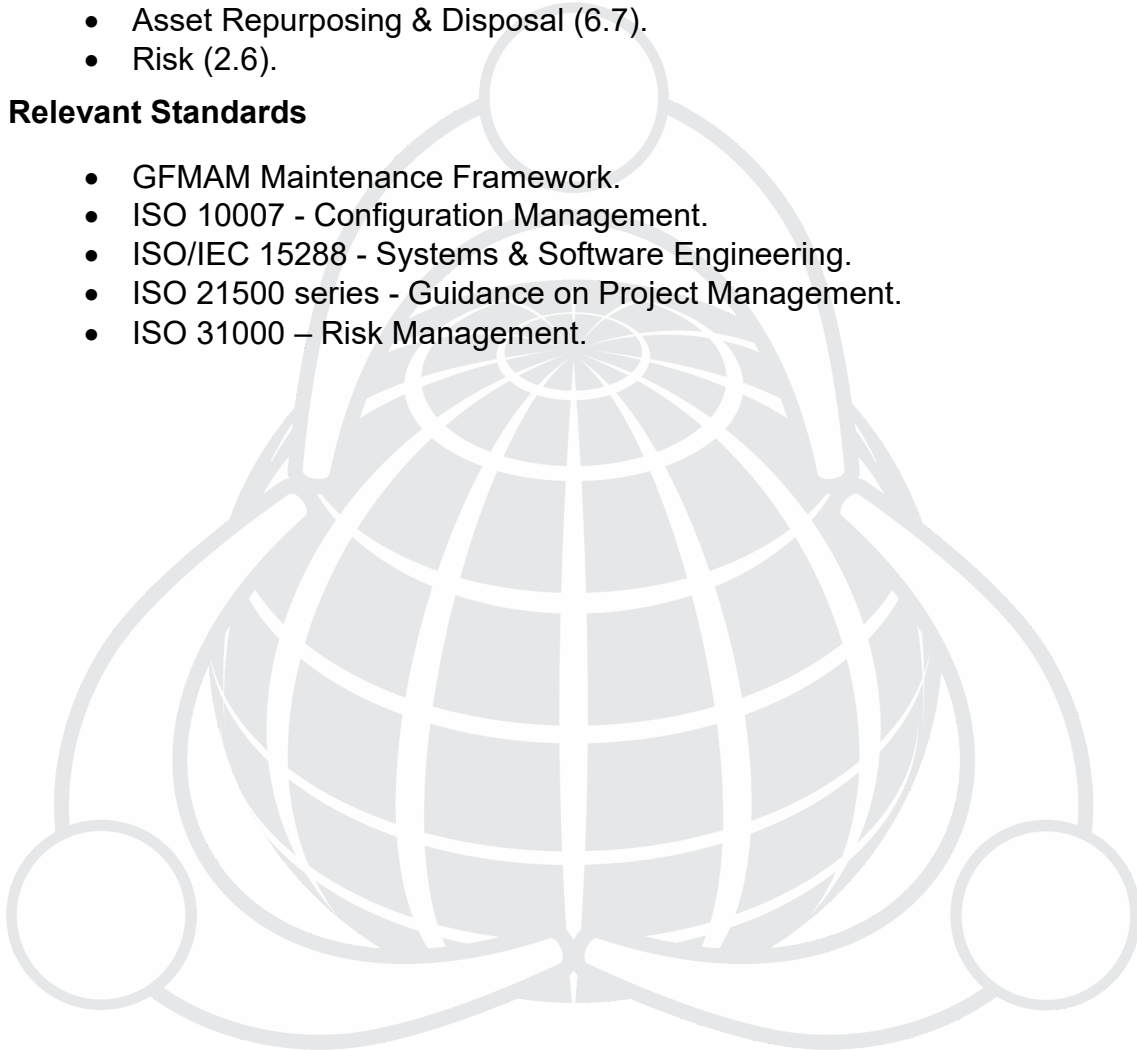 • Asset Repurposing & Disposal (6.7).
• Risk (2.6).
Relevant Standards
• GFMAM Maintenance Framework.
• ISO 10007 - Configuration Management.
• ISO/IEC 15288 - Systems & Software Engineering.
• ISO 21500 series - Guidance on Project Management.
• ISO 31000 – Risk Management.